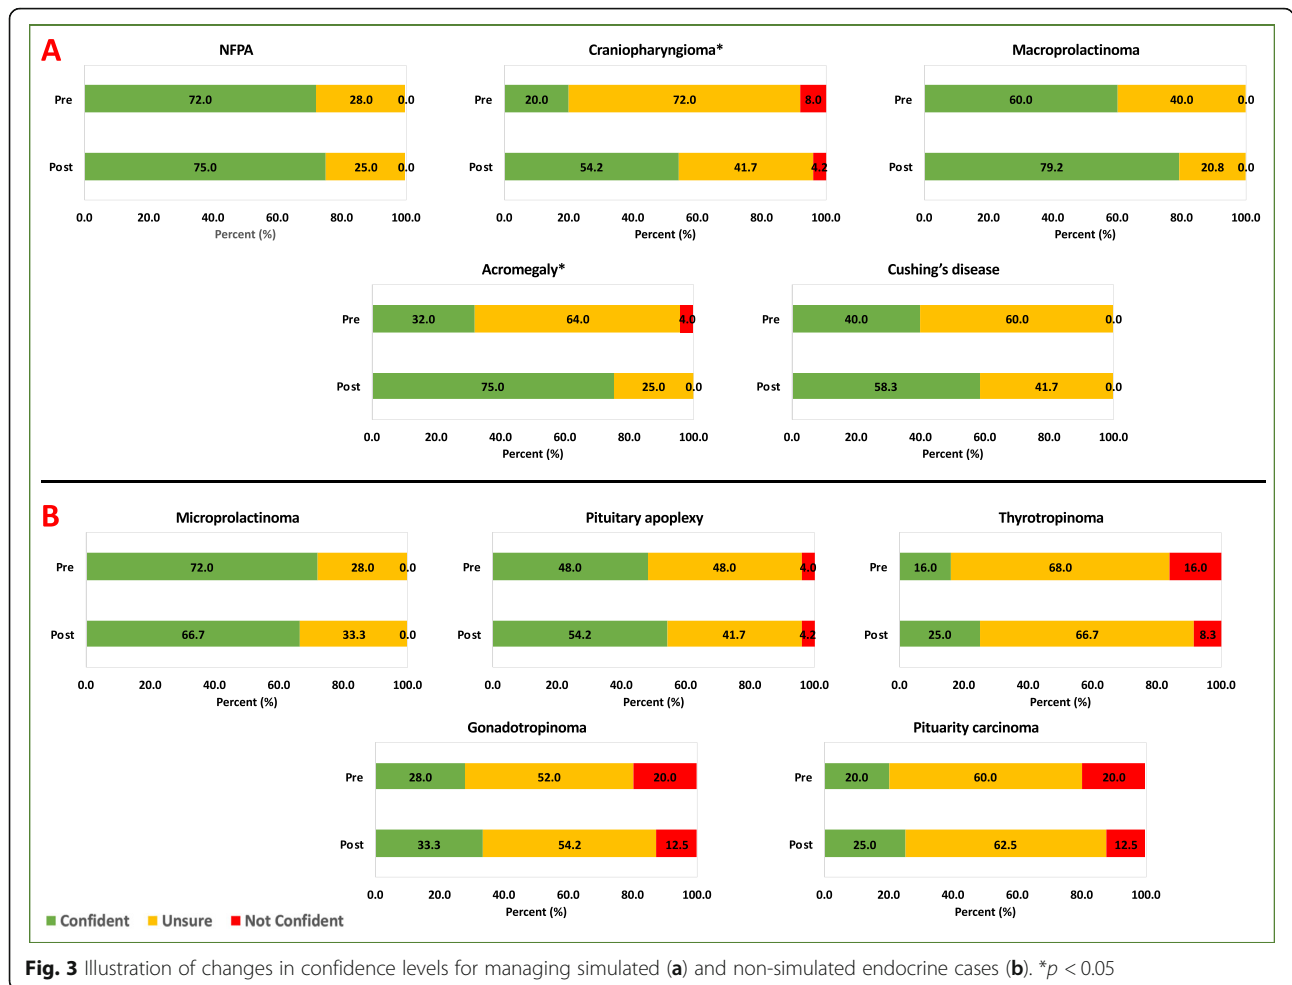 A
NFPA
Pre 72.0 28.0 0.0
Post 75.0 25.0 0.0
0.0 20.0 40.0 60.0 80.0 100.0
Percent (%)
Craniopharyngioma*
Pre 20.0 72.0 8.0
Post 54.2 41.7 4.2
0.0 20.0 40.0 60.0 80.0 100.0
Percent (%)
Macroprolactinoma
Pre 60.0 40.0 0.0
Post 79.2 20.8 0.0
0.0 20.0 40.0 60.0 80.0 100.0
Percent (%)
Acromegaly*
Pre 32.0 64.0 4.0
Post 75.0 25.0 0.0
0.0 20.0 40.0 60.0 80.0 100.0
Percent (%)
Cushing’s disease
Pre 40.0 60.0 0.0
Post 58.3 41.7 0.0
0.0 20.0 40.0 60.0 80.0 100.0
Percent (%)
B
Microprolactinoma
Pre 72.0 28.0 0.0
Post 66.7 33.3 0.0
0.0 20.0 40.0 60.0 80.0 100.0
Percent (%)
Pituitary apoplexy
Pre 48.0 48.0 4.0
Post 54.2 41.7 4.2
0.0 20.0 40.0 60.0 80.0 100.0
Percent (%)
Thyrotropinoma
Pre 16.0 68.0 16.0
Post 25.0 66.7 8.3
0.0 20.0 40.0 60.0 80.0 100.0
Percent (%)
Gonadotropinoma
Pre 28.0 52.0 20.0
Post 33.3 54.2 12.5
0.0 20.0 40.0 60.0 80.0 100.0
Percent (%)
Pituarity carcinoma
Pre 20.0 60.0 20.0
Post 25.0 62.5 12.5
0.0 20.0 40.0 60.0 80.0 100.0
Percent (%)
Confident Unsure Not Confident
Fig. 3 Illustration of changes in confidence levels for managing simulated (a) and non-simulated endocrine cases (b). *p < 0.05